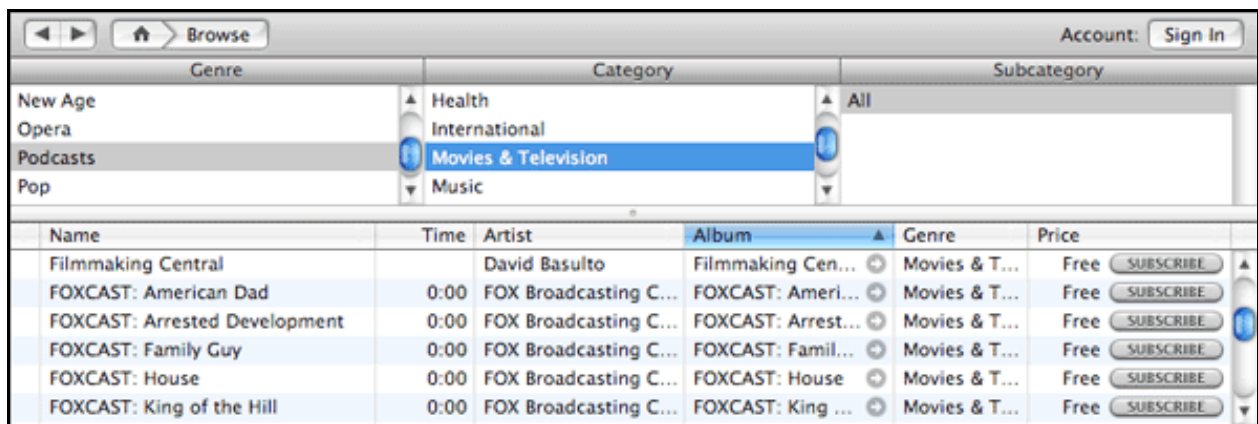 Browse Account: Sign In
Genre Category Subcategory
New Age Health All
Opera International
Podcasts Movies & Television
Pop Music
Name Time Artist Album Genre Price
Filmmaking Central David Basulto Filmmaking Cen... Movies & T... Free SUBSCRIBE
FOXCAST: American Dad 0:00 FOX Broadcasting C... FOXCAST: Ameri... Movies & T... Free SUBSCRIBE
FOXCAST: Arrested Development 0:00 FOX Broadcasting C... FOXCAST: Arrest... Movies & T... Free SUBSCRIBE
FOXCAST: Family Guy 0:00 FOX Broadcasting C... FOXCAST: Famil... Movies & T... Free SUBSCRIBE
FOXCAST: House 0:00 FOX Broadcasting C... FOXCAST: House Movies & T... Free SUBSCRIBE
FOXCAST: King of the Hill 0:00 FOX Broadcasting C... FOXCAST: King ... Movies & T... Free SUBSCRIBE